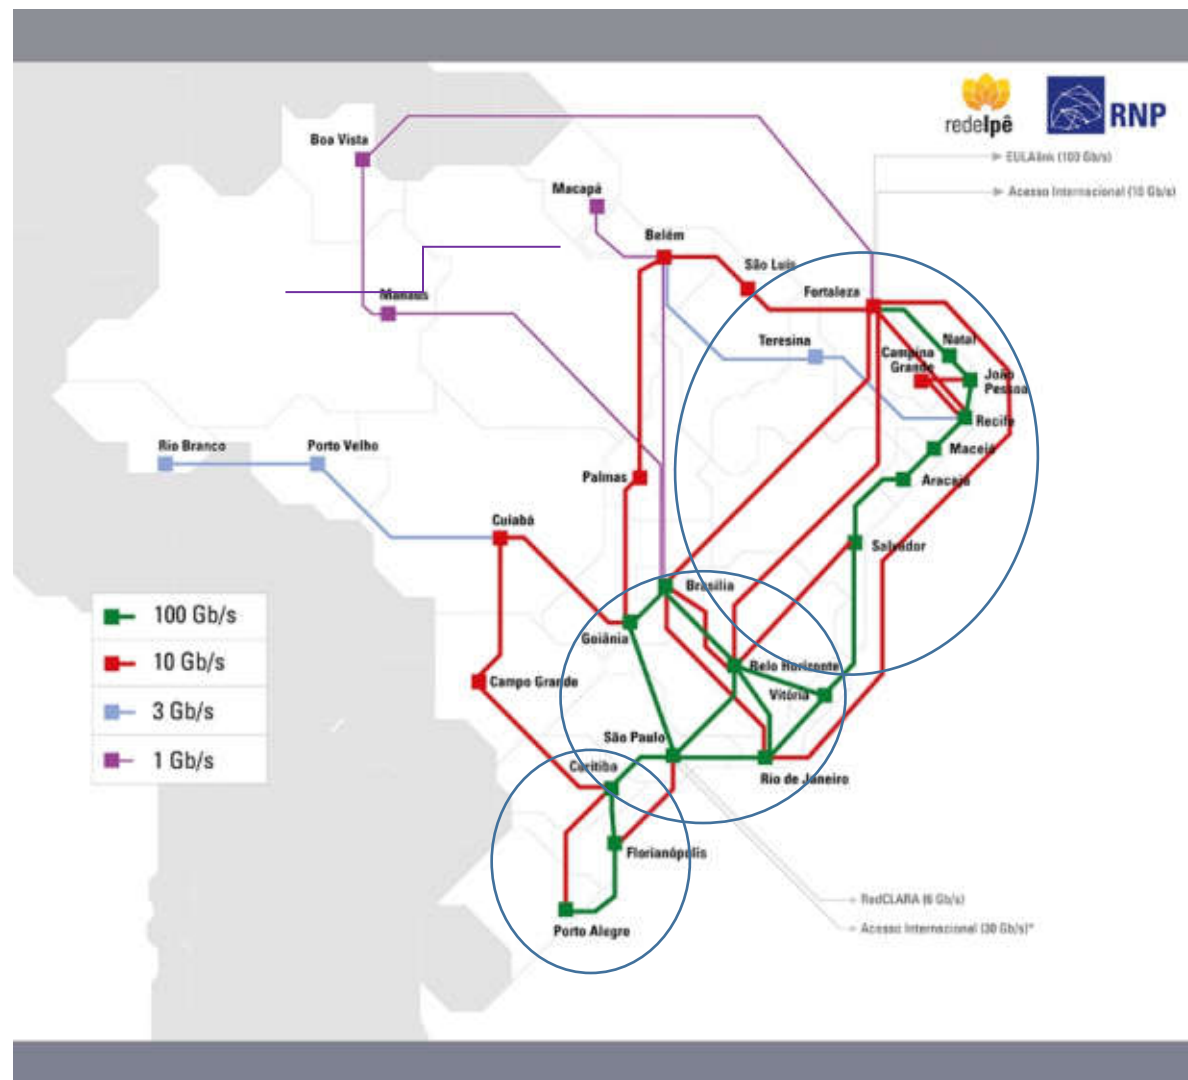 redeIpê
RNP
EULAlink (100 Gb/s)
Acesso Internacional (10 Gb/s)
Boa Vista
Macapá
Belém
São Luís
Fortaleza
Manaus
Teresina
Natal
Campina
Grande
João
Pessoa
Recife
Maceió
Aracaju
Rio Branco
Porto Velho
Palmas
Cuiabá
Salvador
Brasília
Goiânia
Belo Horizonte
Campo Grande
Vitória
São Paulo
Curitiba
Rio de Janeiro
Florianópolis
Porto Alegre
100 Gb/s
10 Gb/s
3 Gb/s
1 Gb/s
RedCLARA (6 Gb/s)
Acesso Internacional (30 Gb/s)*